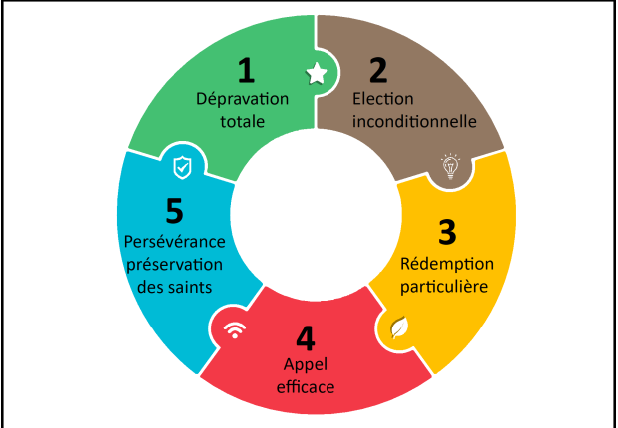 1
Dépravation
totale
2
Election
inconditionnelle
3
Rédemption
particulière
4
Appel
efficace
5
Persévérance
préservation
des saints